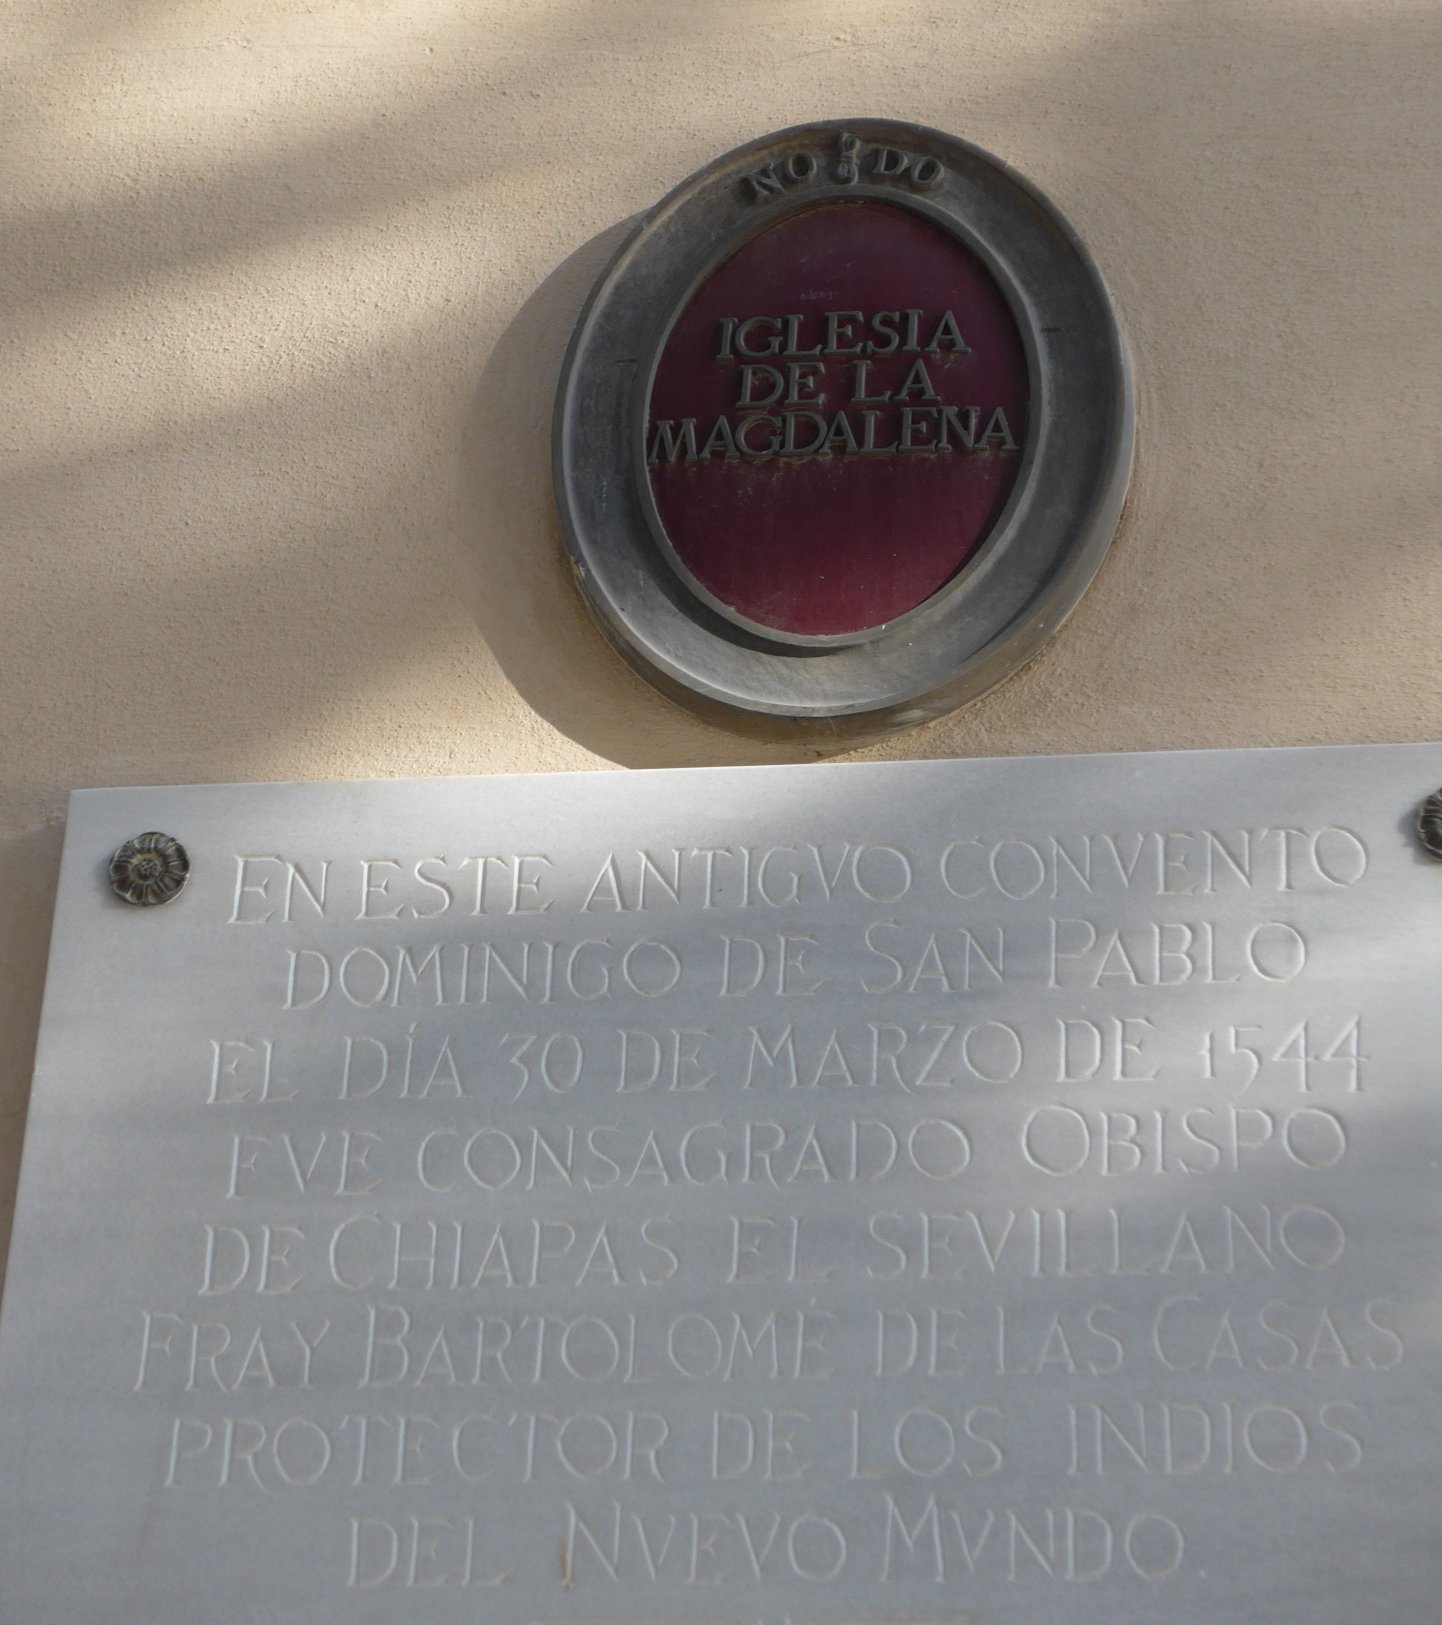 NO DO
IGLESIA
DE LA
MAGDALENA
EN ESTE ANTIGVO CONVENTO
DOMINIGO DE SAN PABLO
EL DÍA 30 DE MARZO DE 1544
FVE CONSAGRADO OBISPO
DE CHIAPAS EL SEVILLANO
FRAY BARTOLOMÉ DE LAS CASAS
PROTECTOR DE LOS INDIOS
DEL NVEVO MVNDO.